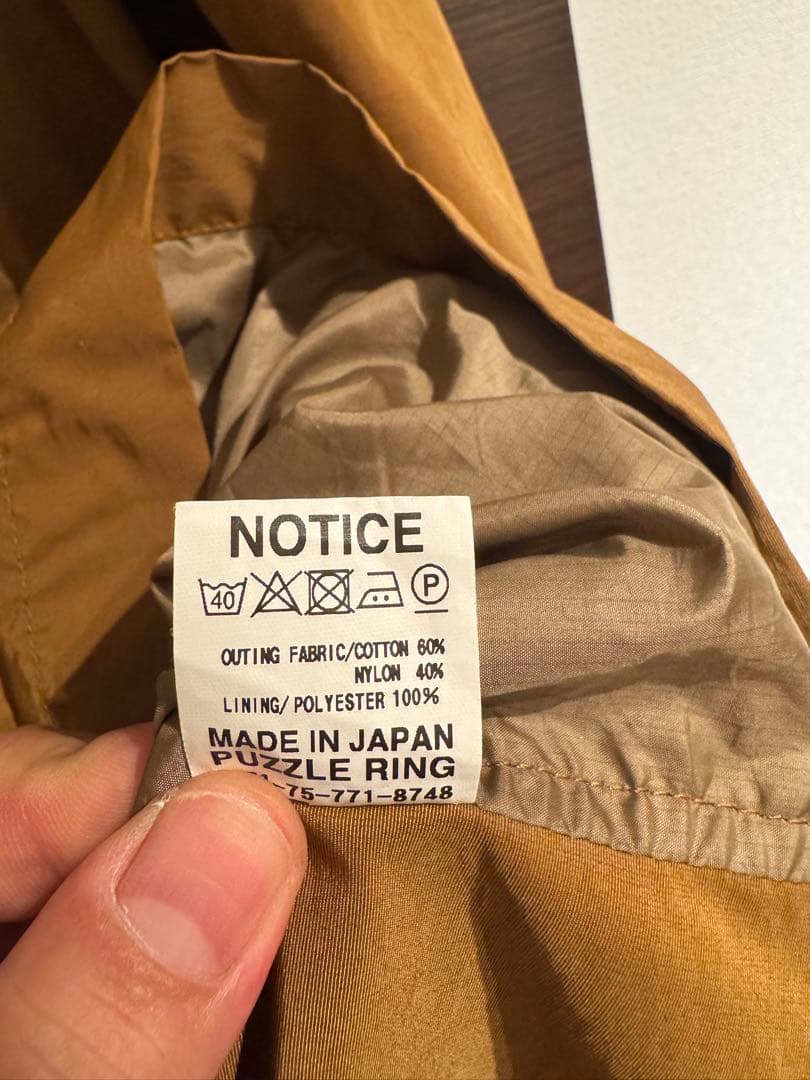 NOTICE
40 P
OUTING FABRIC/COTTON 60%
NYLON 40%
LINING/POLYESTER 100%
MADE IN JAPAN
PUZZLE RING
1-75-771-8748